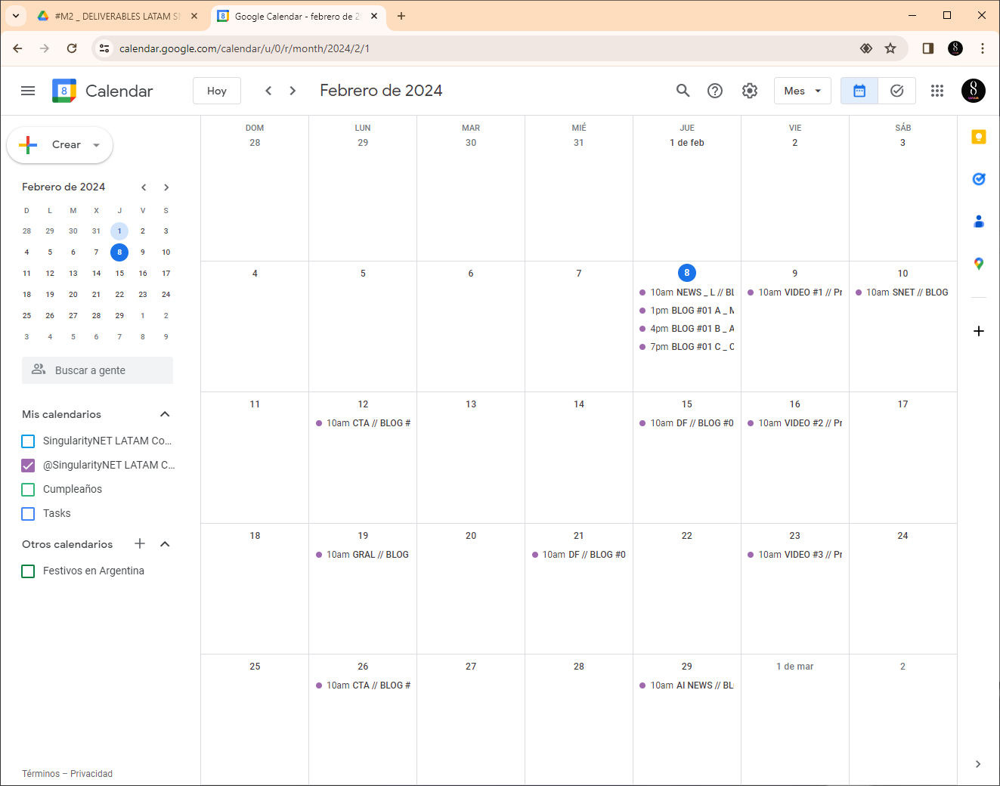 #M2 _ DELIVERABLES LATAM
Google Calendar - febrero de
calendar.google.com/calendar/u/0/r/month/2024/2/1
8 Calendar
Hoy
Febrero de 2024
Mes
8
Crear
Febrero de 2024
D L M X J V S
28 29 30 31 1 2 3
4 5 6 7 8 9 10
11 12 13 14 15 16 17
18 19 20 21 22 23 24
25 26 27 28 29 1 2
3 4 5 6 7 8 9
Buscar a gente
Mis calendarios
SingularityNET LATAM Co...
@SingularityNET LATAM C...
Cumpleaños
Tasks
Otros calendarios
Festivos en Argentina
Términos – Privacidad
DOM LUN MAR MIÉ JUE VIE SÁB
28 29 30 31 1 de feb 2 3
4 5 6 7 8 9 10
10am NEWS _ L // BL
1pm BLOG #01 A _ M
4pm BLOG #01 B _ A
7pm BLOG #01 C _ C
10am VIDEO #1 // Pr
10am SNET // BLOG
11 12 13 14 15 16 17
10am CTA // BLOG #
10am DF // BLOG #0
10am VIDEO #2 // Pr
18 19 20 21 22 23 24
10am GRAL // BLOG
10am DF // BLOG #0
10am VIDEO #3 // Pr
25 26 27 28 29 1 de mar 2
10am CTA // BLOG #
10am AI NEWS // BL